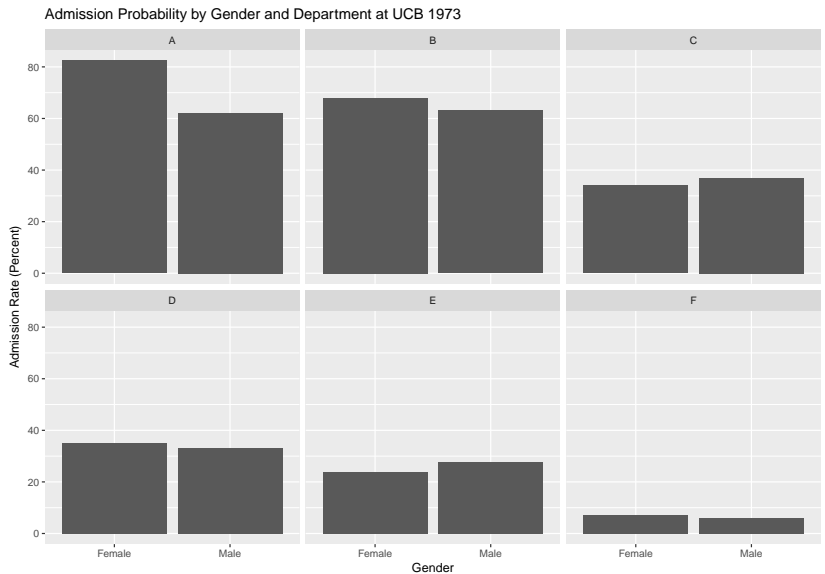 Admission Probability by Gender and Department at UCB 1973
A
B
C
80
60
40
20
0
Admission Rate (Percent)
D
E
F
80
60
40
20
0
Female
Male
Female
Male
Female
Male
Gender